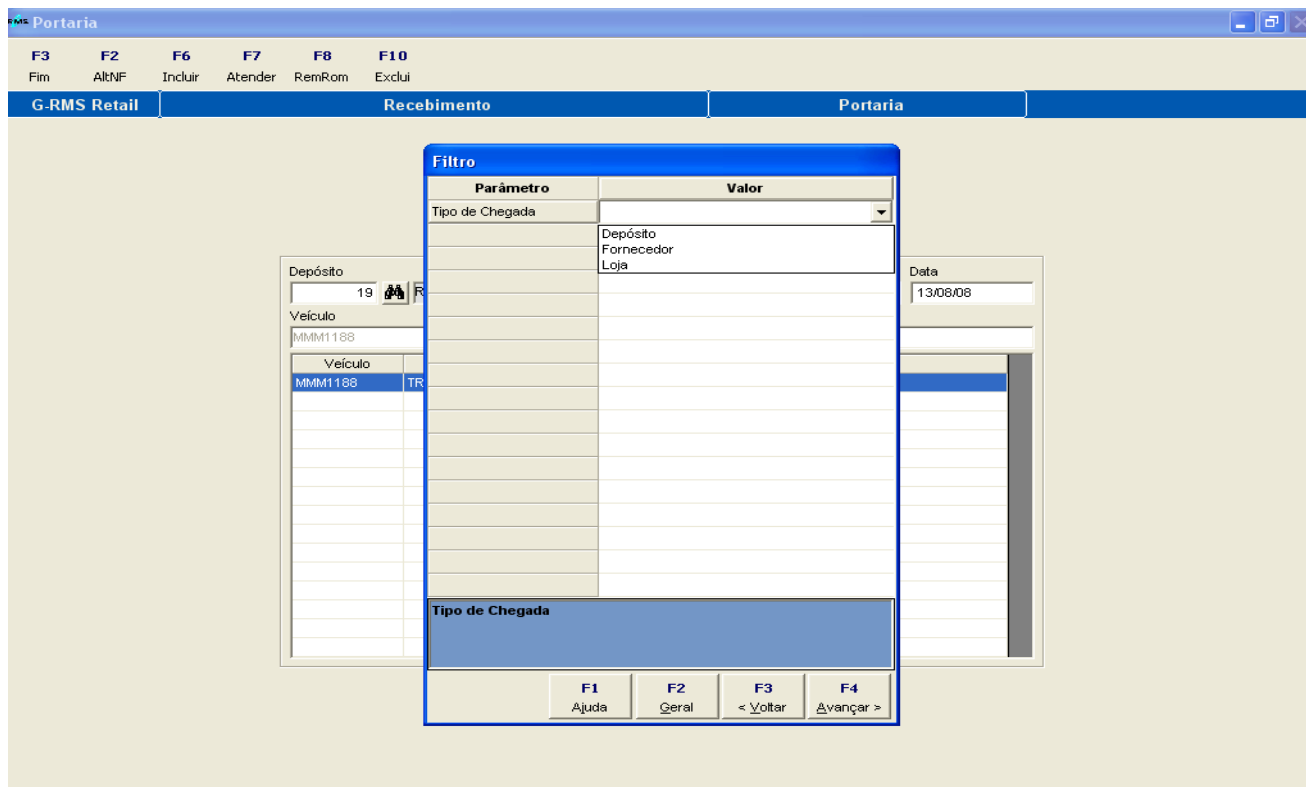 RMS Portaria
F3 F2 F6 F7 F8 F10
Fim AltNF Incluir Atender RemRom Exclui
G-RMS Retail Recebimento Portaria
Filtro
Parâmetro Valor
Tipo de Chegada
Depósito
Fornecedor
Loja
Depósito Data
19 R 13/08/08
Veículo
MMM1188
Veículo
MMM1188 TR
Tipo de Chegada
F1 F2 F3 F4
Ajuda Geral < Voltar Avançar >